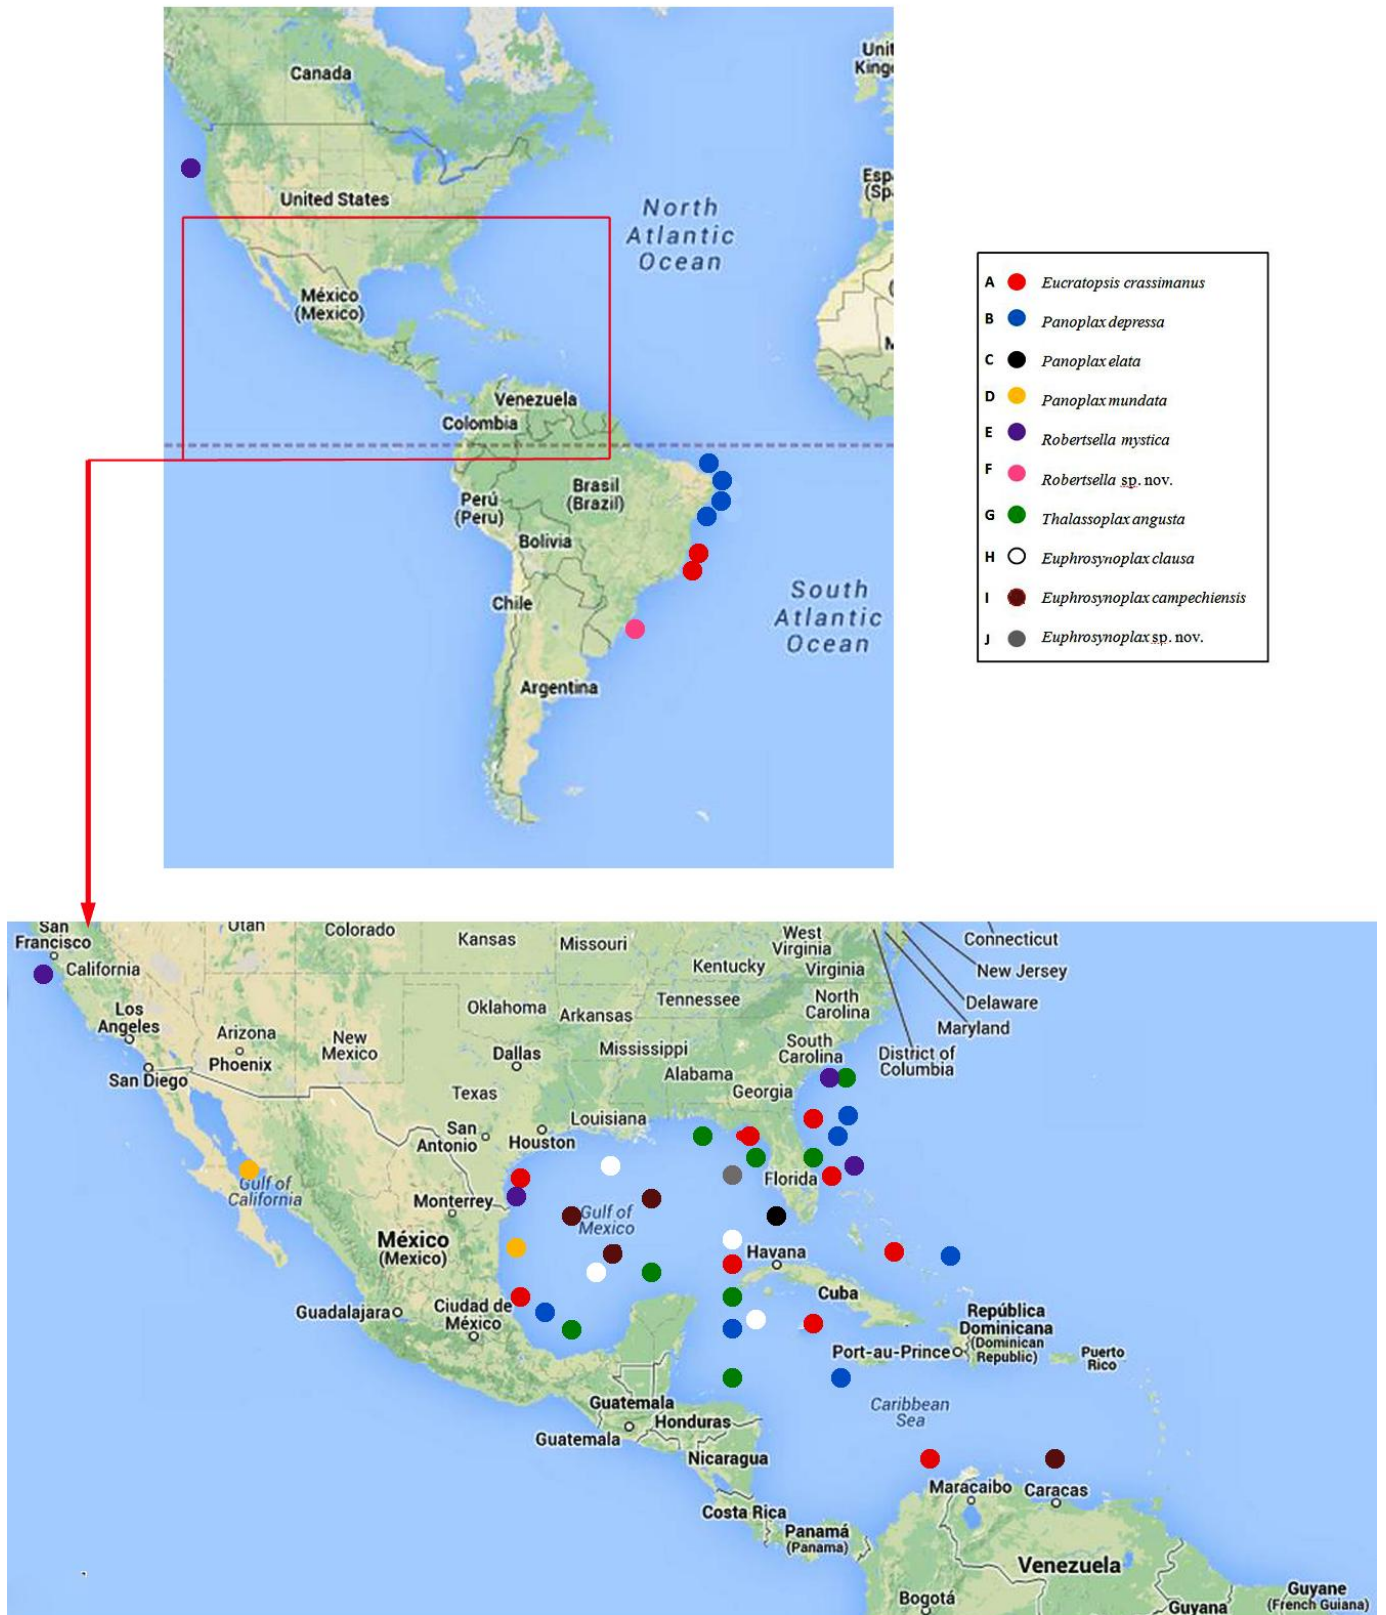 Canada
Unit
King
United States
North
Atlantic
Ocean
Esp
(Sp
México
(Mexico)
Venezuela
Colombia
Perú
(Peru)
Brasil
(Brazil)
Bolivia
Chile
South
Atlantic
Ocean
Argentina
A Eucratopsis crassimanus
B Panoplax depressa
C Panoplax elata
D Panoplax mundata
E Robertsella mystica
F Robertsella sp. nov.
G Thalassoplax angusta
H Euphrosynoplax clausa
I Euphrosynoplax campechiensis
J Euphrosynoplax sp. nov.
San
Francisco
California
Utah
Colorado
Kansas
Missouri
West
Virginia
Kentucky
Virginia
Connecticut
New Jersey
Delaware
Maryland
District of
Columbia
Los
Angeles
Arizona
Phoenix
New
Mexico
Oklahoma
Arkansas
Tennessee
North
Carolina
San Diego
Dallas
Mississippi
South
Carolina
Alabama
Georgia
Texas
Louisiana
San
Antonio
Houston
Florida
Gulf of
California
Monterrey
Gulf of
Mexico
México
(Mexico)
Havana
Cuba
Guadalajara
Ciudad de
México
República
Dominicana
(Dominican
Republic)
Port-au-Prince
Puerto
Rico
Caribbean
Sea
Guatemala
Honduras
Guatemala
Nicaragua
Maracaibo
Caracas
Costa Rica
Panamá
(Panama)
Venezuela
Bogotá
Guyana
Guyane
(French Guiana)